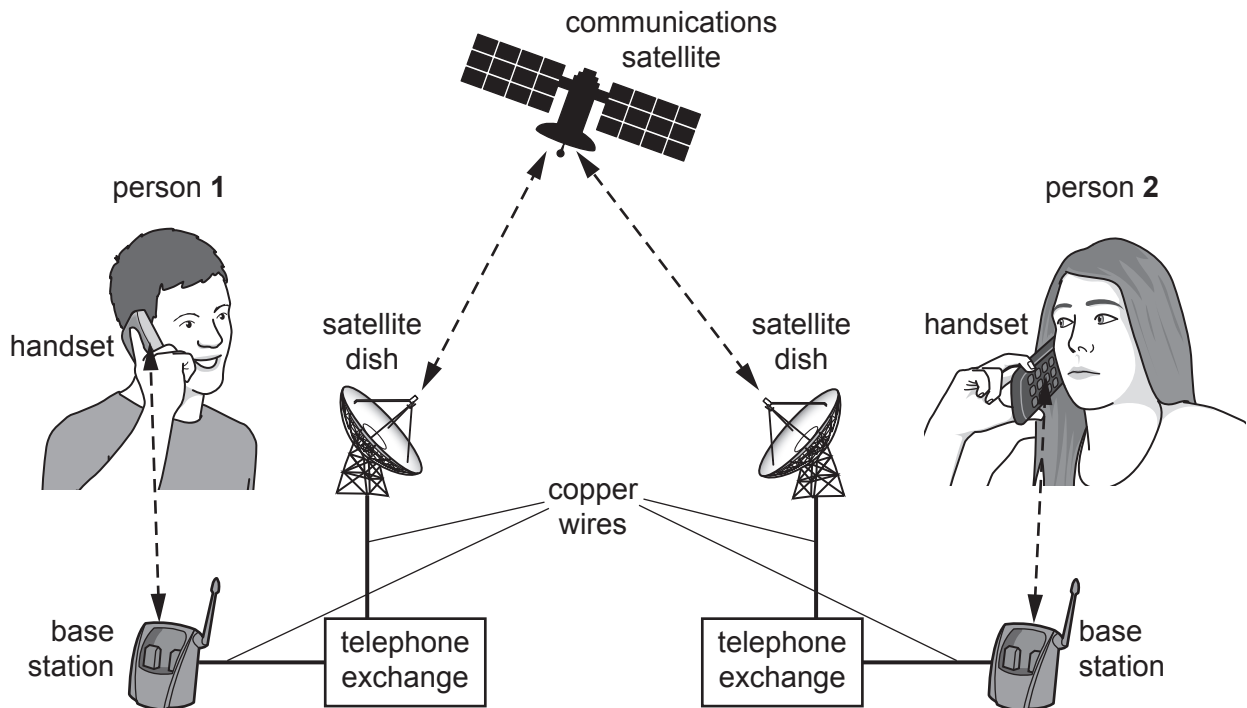 communications
satellite
person 1
person 2
handset
satellite
dish
satellite
dish
handset
copper
wires
base
station
telephone
exchange
telephone
exchange
base
station